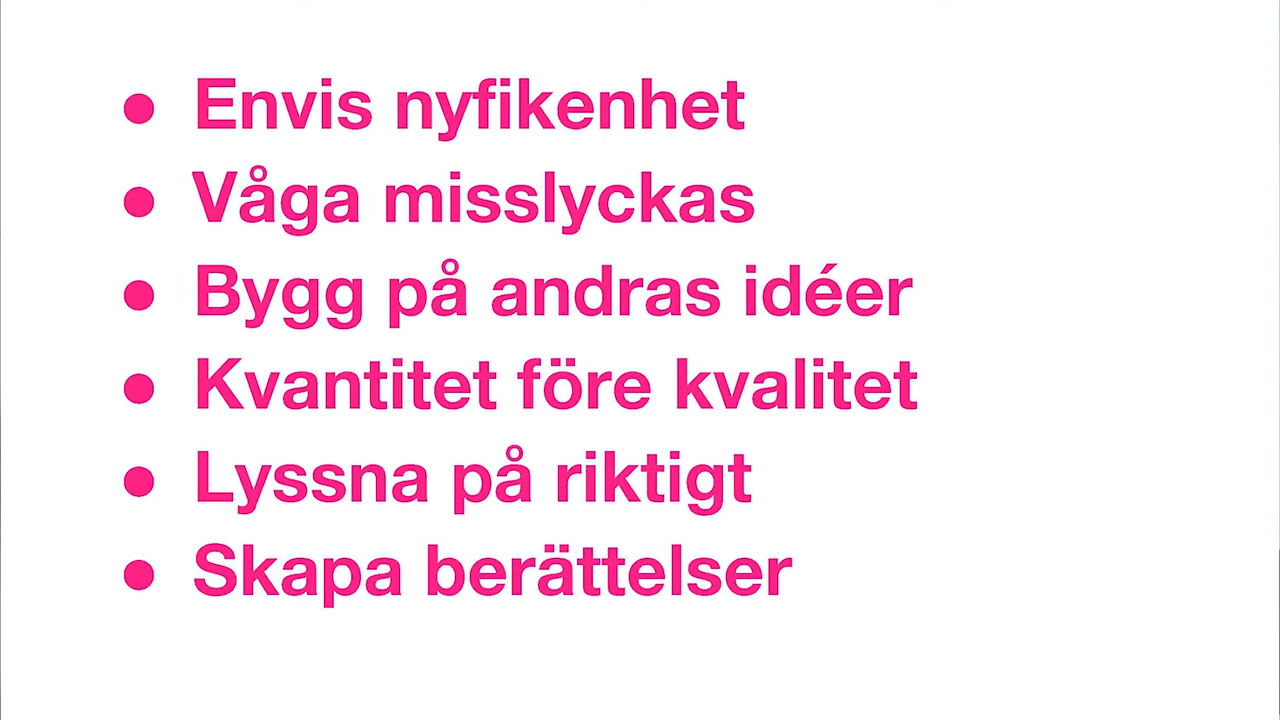 • Envis nyfikenhet
• Våga misslyckas
• Bygg på andras idéer
• Kvantitet före kvalitet
• Lyssna på riktigt
• Skapa berättelser